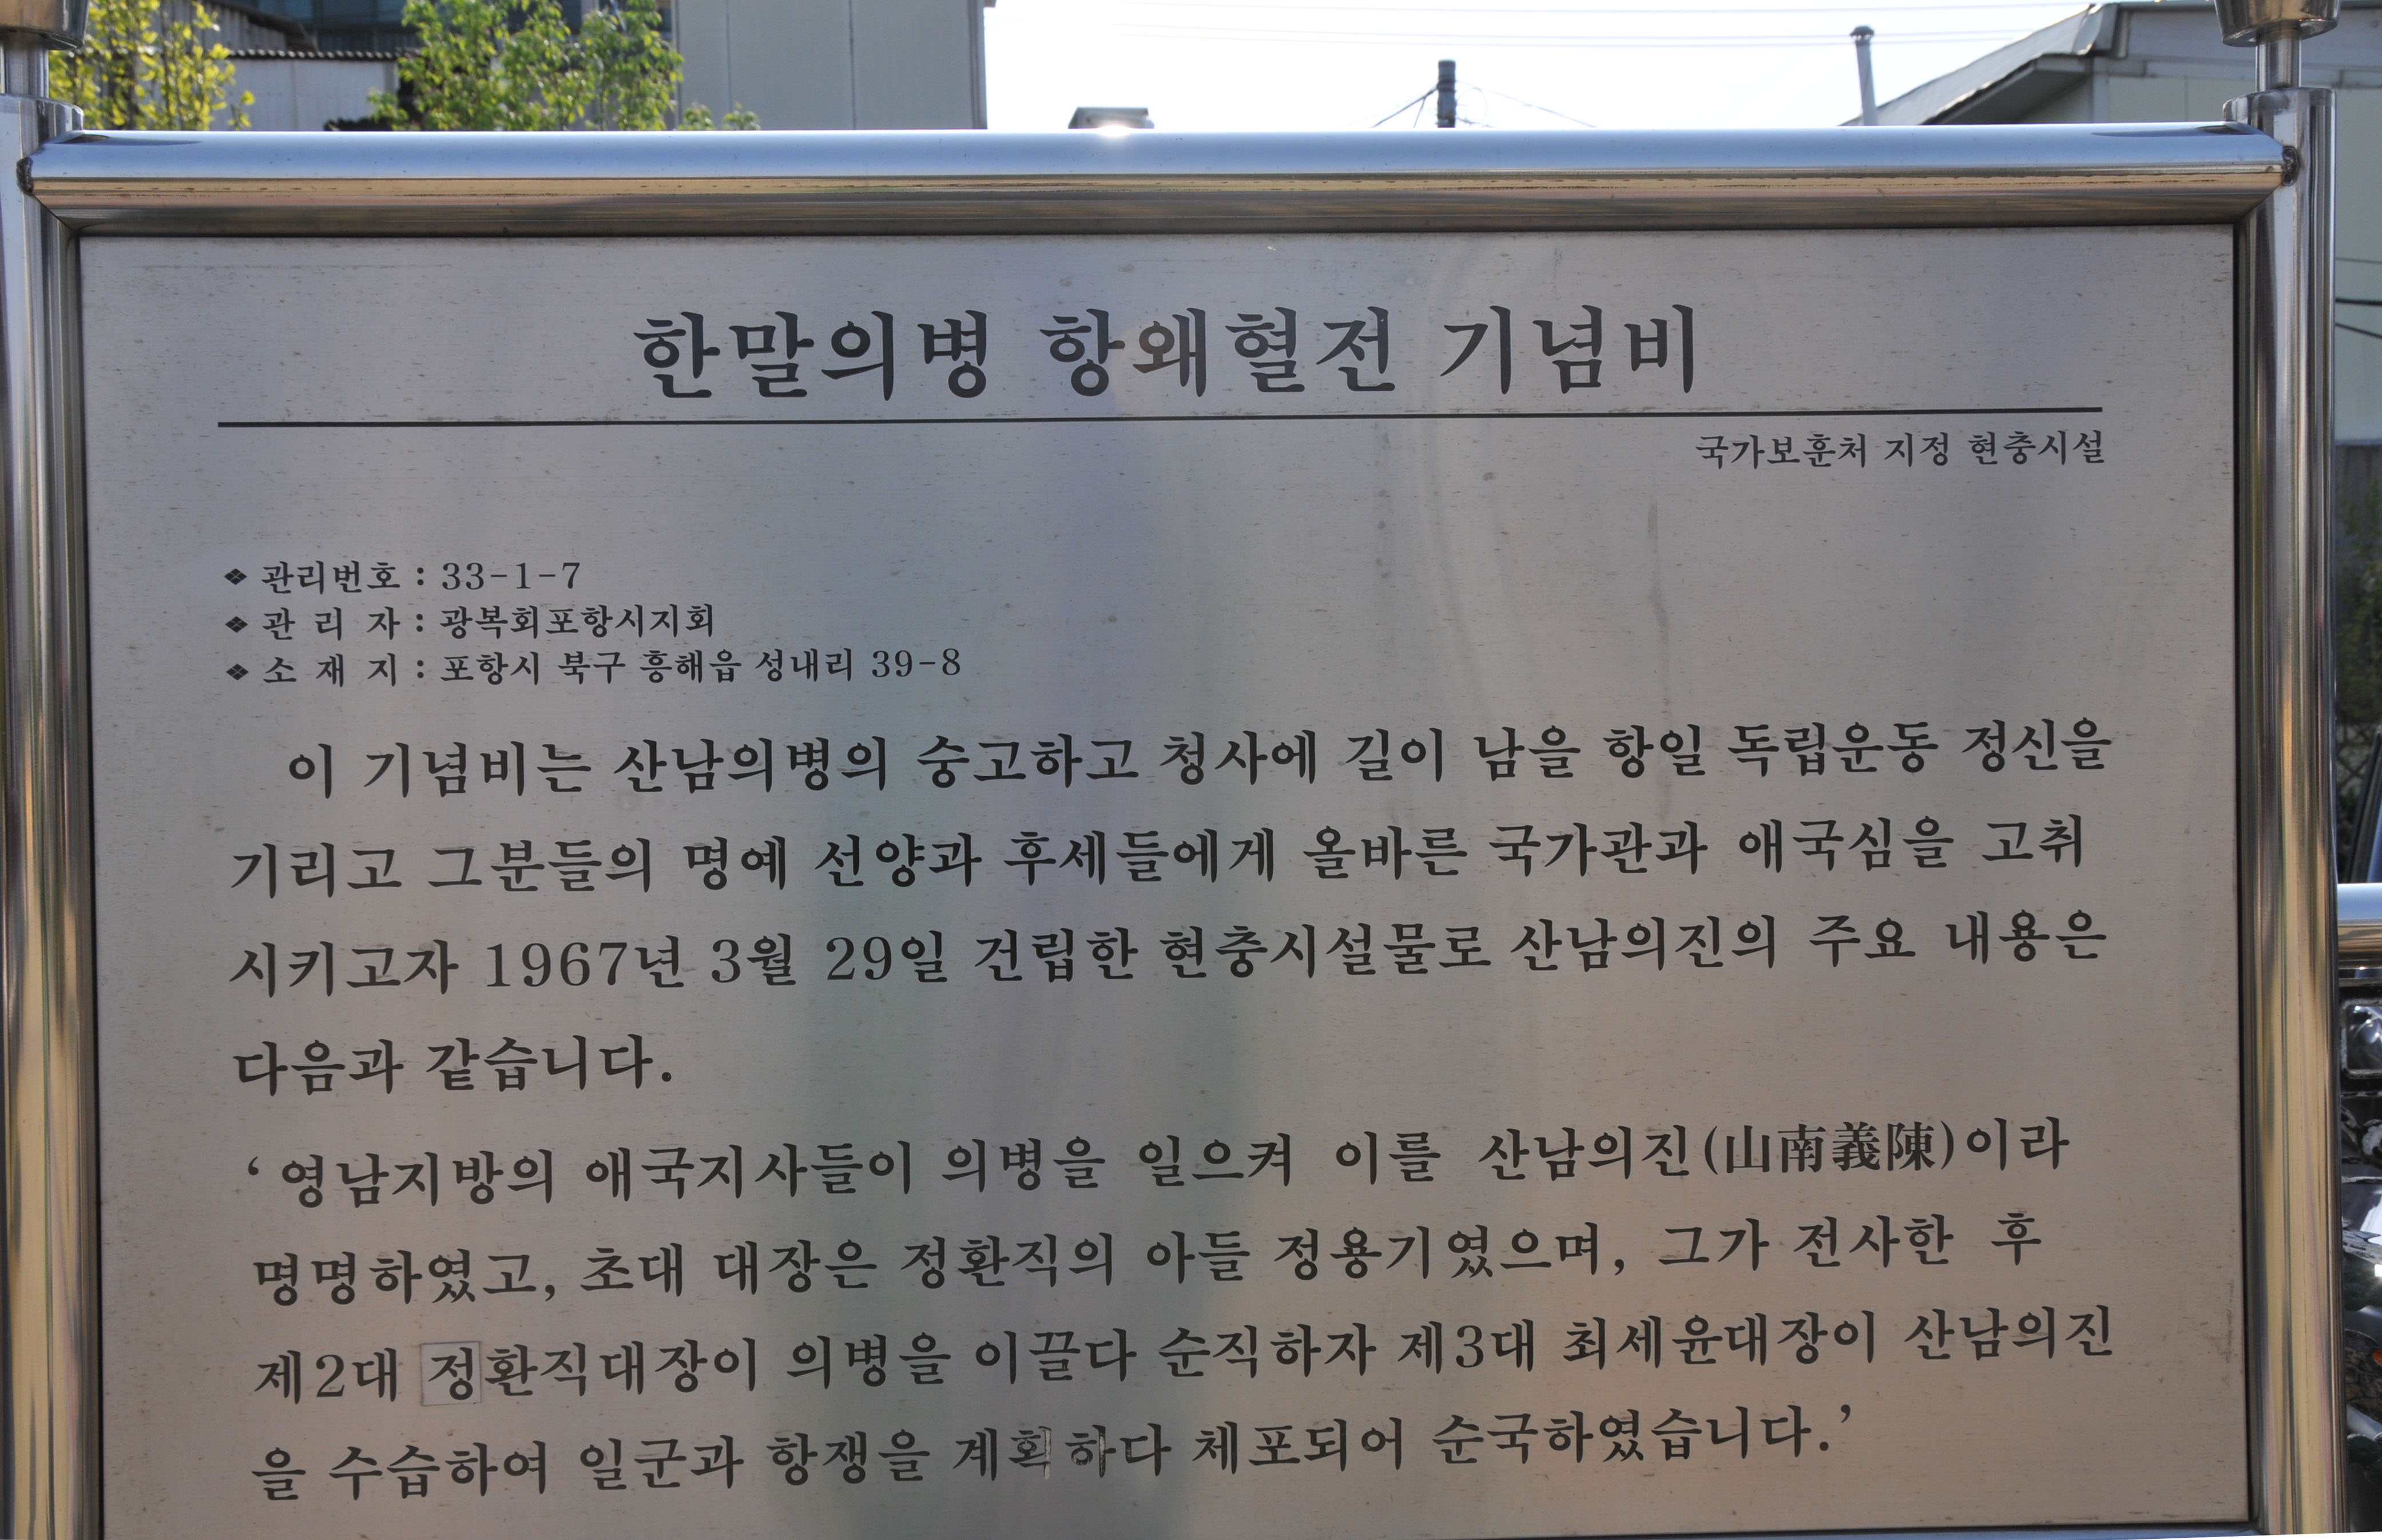 한말의병 항왜혈전 기념비
국가보훈처 지정 현충시설
❖ 관리번호 : 33-1-7
❖ 관 리 자 : 광복회포항시지회
❖ 소 재 지 : 포항시 북구 흥해읍 성내리 39-8
이 기념비는 산남의병의 숭고하고 청사에 길이 남을 항일 독립운동 정신을
기리고 그분들의 명예 선양과 후세들에게 올바른 국가관과 애국심을 고취
시키고자 1967년 3월 29일 건립한 현충시설물로 산남의진의 주요 내용은
다음과 같습니다.
‘영남지방의 애국지사들이 의병을 일으켜 이를 산남의진(山南義陳)이라
명명하였고, 초대 대장은 정환직의 아들 정용기였으며, 그가 전사한 후
제2대 정환직대장이 의병을 이끌다 순직하자 제3대 최세윤대장이 산남의진
을 수습하여 일군과 항쟁을 계획하다 체포되어 순국하였습니다.’